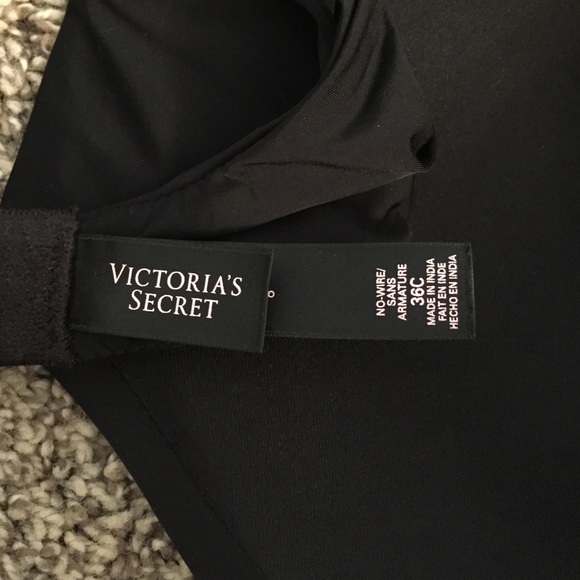 VICTORIA'S
SECRET
NO-WIRE/
SANS
ARMATURE
36C
MADE IN INDIA
FAIT EN INDE
HECHO EN INDIA